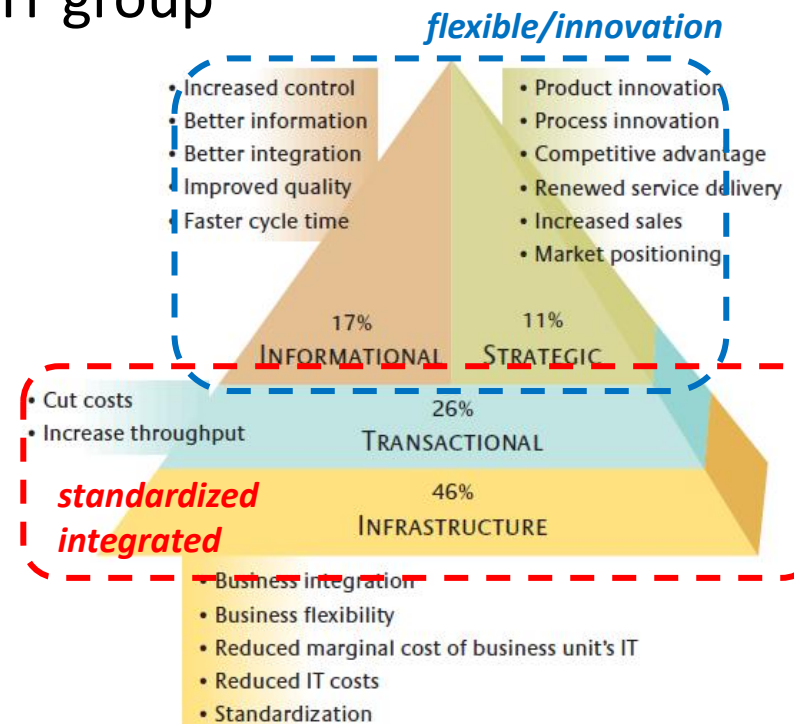 IT group
flexible/innovation
• Increased control
• Better information
• Better integration
• Improved quality
• Faster cycle time
• Product innovation
• Process innovation
• Competitive advantage
• Renewed service delivery
• Increased sales
• Market positioning
17%
INFORMATIONAL
11%
STRATEGIC
• Cut costs
• Increase throughput
26%
TRANSACTIONAL
standardized
integrated
46%
INFRASTRUCTURE
• Business integration
• Business flexibility
• Reduced marginal cost of business unit's IT
• Reduced IT costs
• Standardization